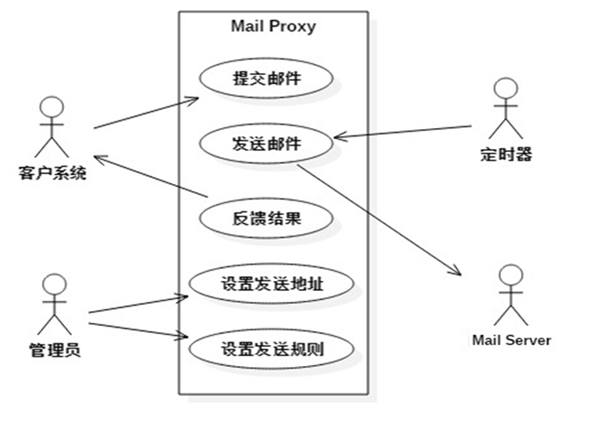 Mail Proxy
提交邮件
发送邮件
反馈结果
设置发送地址
设置发送规则
客户系统
管理员
定时器
Mail Server